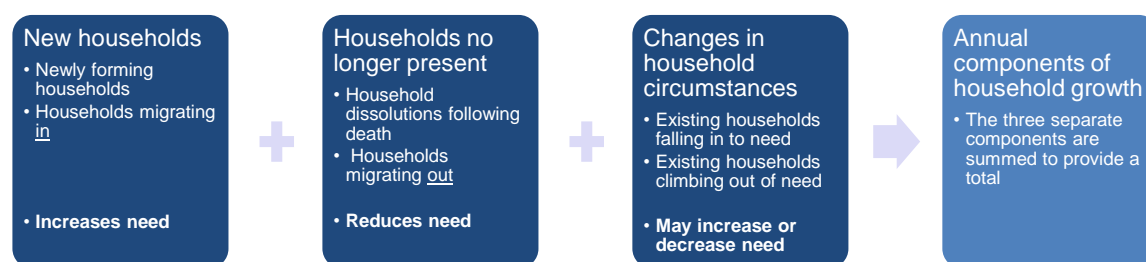 New households
• Newly forming
households
• Households migrating
in
• Increases need
Households no
longer present
• Household
dissolutions following
death
• Households
migrating out
• Reduces need
Changes in
household
circumstances
• Existing households
falling in to need
• Existing households
climbing out of need
• May increase or
decrease need
Annual
components of
household growth
• The three separate
components are
summed to provide a
total